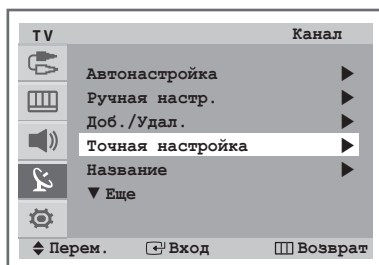 TV Канал
Автонастройка ▶
Ручная настр. ▶
Доб./Удал. ▶
Точная настройка ▶
Название ▶
▼ Еще
Перем. Вход Возврат